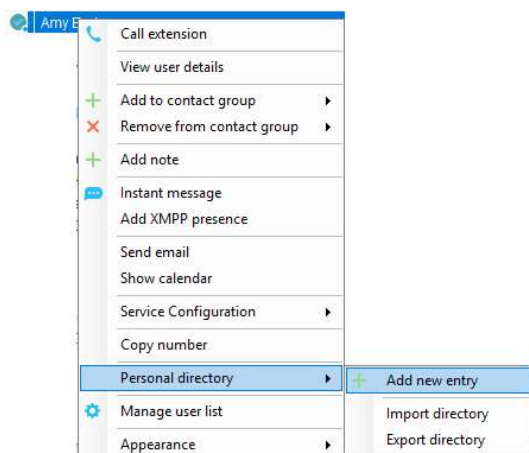 Amy
Call extension
View user details
Add to contact group
Remove from contact group
Add note
Instant message
Add XMPP presence
Send email
Show calendar
Service Configuration
Copy number
Personal directory
Add new entry
Manage user list
Import directory
Appearance
Export directory